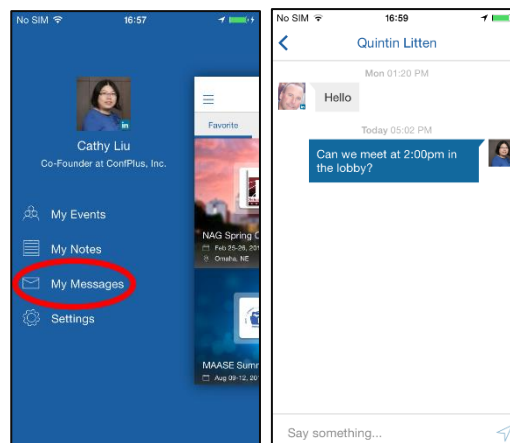 No SIM 16:57
Cathy Liu
Co-Founder at ConfPlus, Inc.
My Events
My Notes
My Messages
Settings
Favorite
NAG Spring C
Feb 25-26, 201
Omaha, NE
MAASE Summ
Aug 09-12, 20
No SIM 16:59
Quintin Litten
Mon 01:20 PM
Hello
Today 05:02 PM
Can we meet at 2:00pm in
the lobby?
Say something...